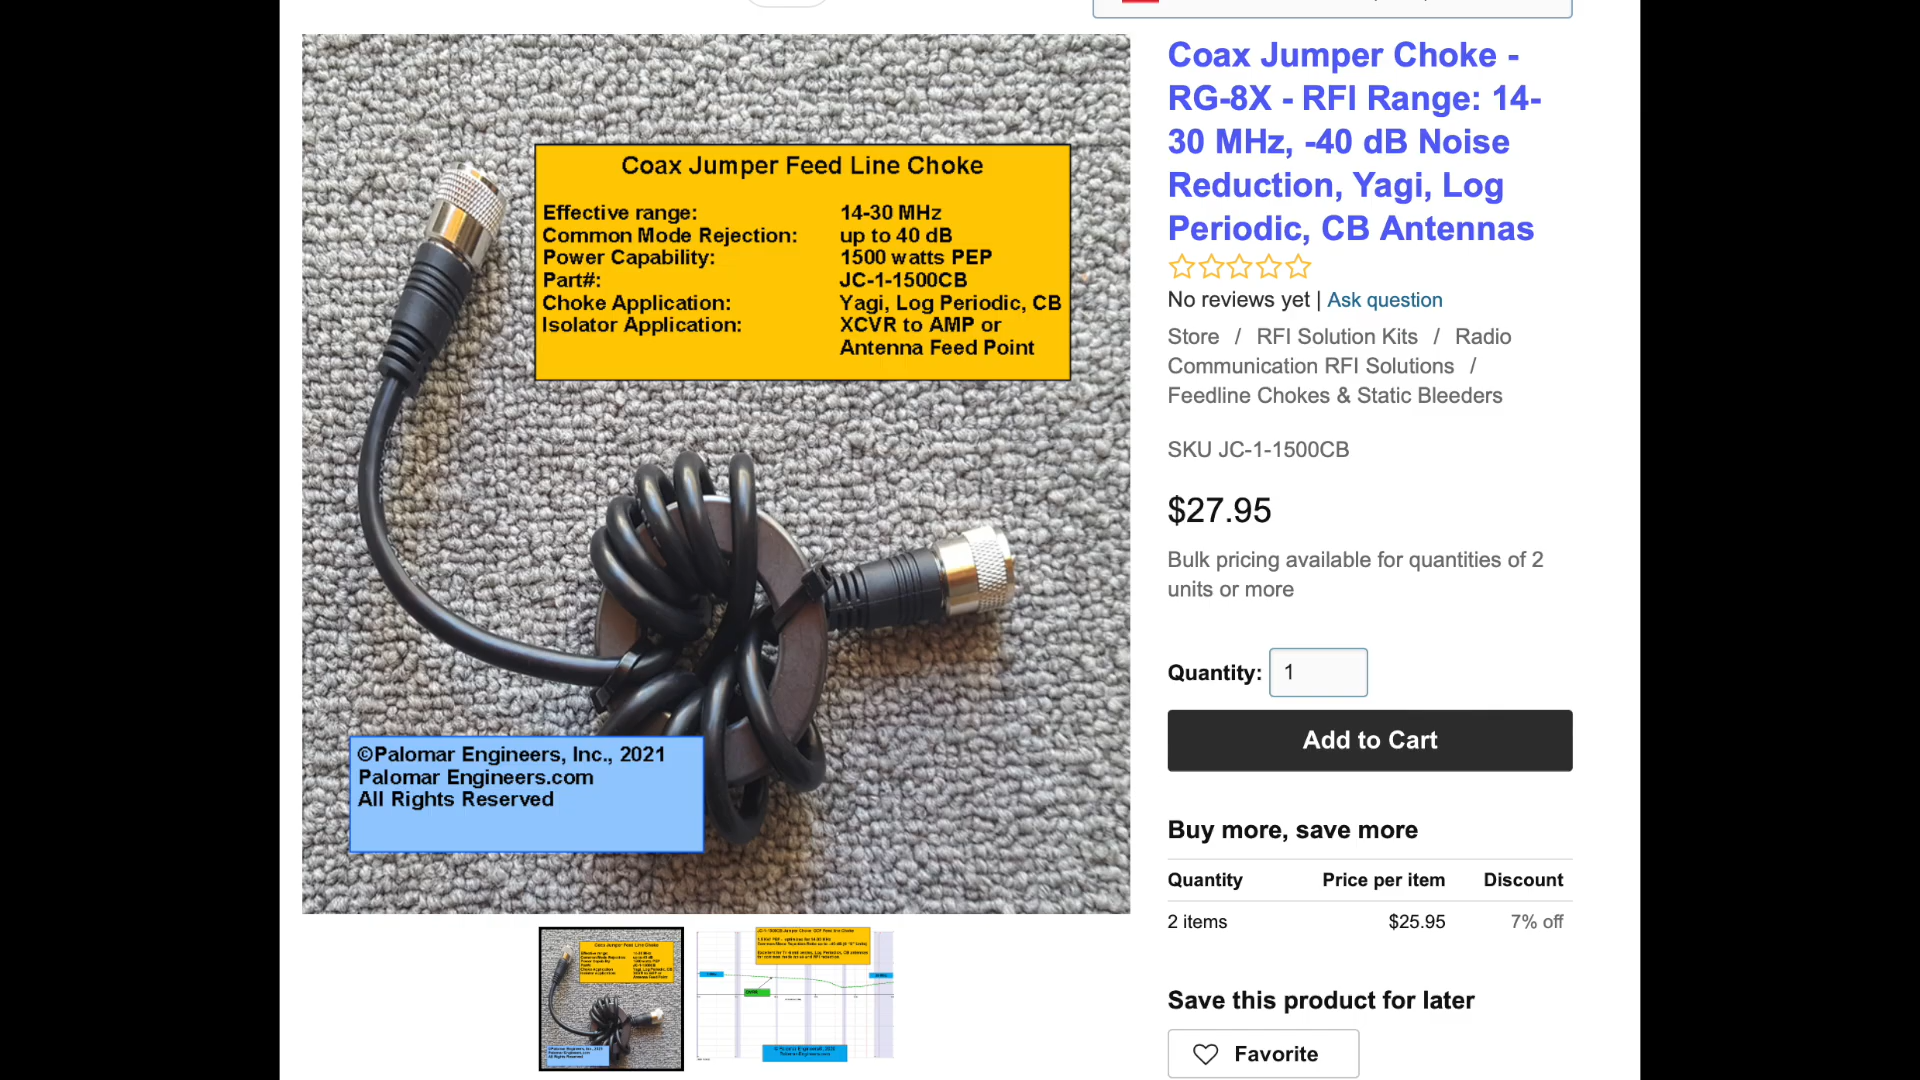 Coax Jumper Feed Line Choke
Effective range: 14-30 MHz
Common Mode Rejection: up to 40 dB
Power Capability: 1500 watts PEP
Part#: JC-1-1500CB
Choke Application: Yagi, Log Periodic, CB
Isolator Application: XCVR to AMP or
Antenna Feed Point
©Palomar Engineers, Inc., 2021
Palomar Engineers.com
All Rights Reserved
Coax Jumper Choke -
RG-8X - RFI Range: 14-
30 MHz, -40 dB Noise
Reduction, Yagi, Log
Periodic, CB Antennas
No reviews yet | Ask question
Store / RFI Solution Kits / Radio
Communication RFI Solutions /
Feedline Chokes & Static Bleeders
SKU JC-1-1500CB
$27.95
Bulk pricing available for quantities of 2
units or more
Quantity: 1
Add to Cart
Buy more, save more
Quantity Price per item Discount
2 items $25.95 7% off
Save this product for later
Favorite